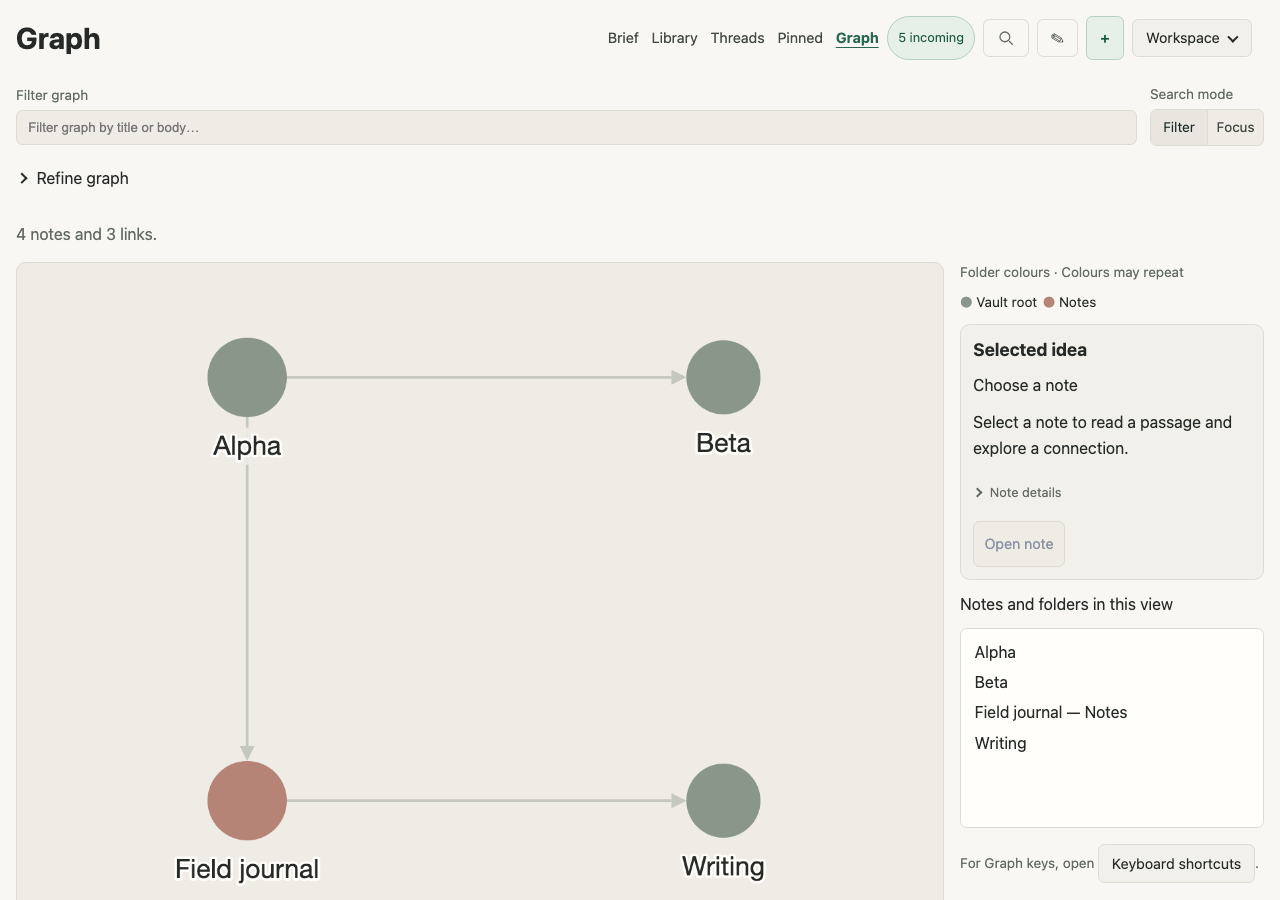 Graph
Brief Library Threads Pinned Graph 5 incoming + Workspace
Filter graph
Search mode
Filter graph by title or body...
Filter Focus
Refine graph
4 notes and 3 links.
Folder colours · Colours may repeat
Vault root Notes
Selected idea
Choose a note
Select a note to read a passage and
explore a connection.
Note details
Open note
Notes and folders in this view
Alpha
Beta
Field journal — Notes
Writing
For Graph keys, open Keyboard shortcuts.
Alpha
Beta
Field journal
Writing